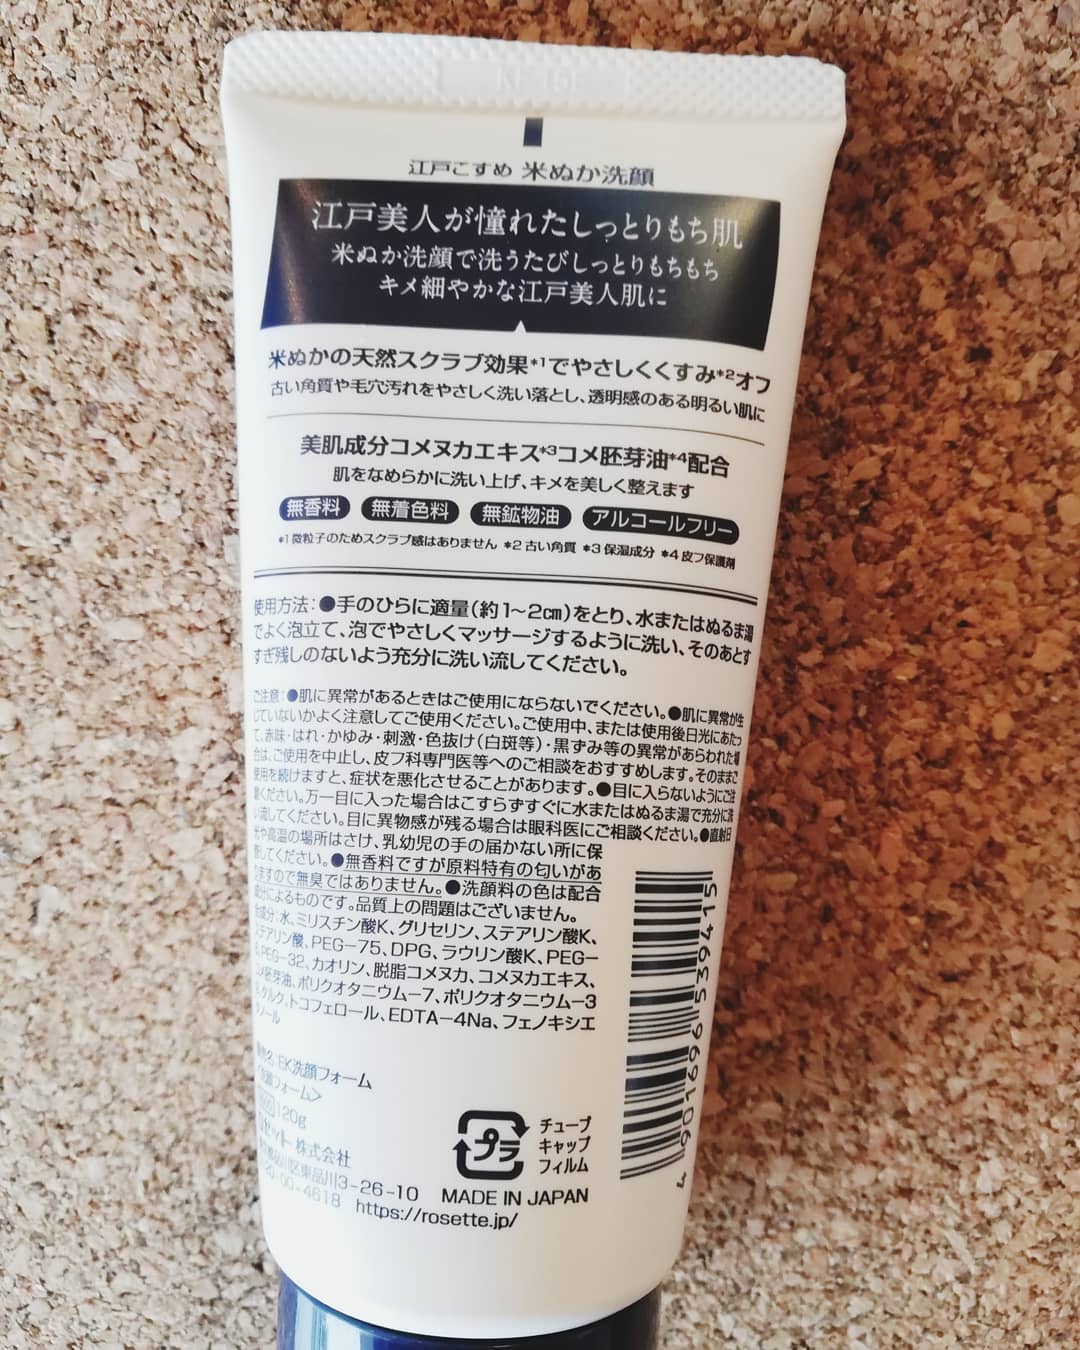 江戸こすめ 米ぬか洗顔
江戸美人が憧れたしっとりもち肌
米ぬか洗顔で洗うたびしっとりもちもち
キメ細やかな江戸美人肌に
米ぬかの天然スクラブ効果*1でやさしくくすみ*2オフ
古い角質や毛穴汚れをやさしく洗い落とし、透明感のある明るい肌に
美肌成分コメヌカエキス*3コメ胚芽油*4配合
肌をなめらかに洗い上げ、キメを美しく整えます
無香料 無着色料 無鉱物油 アルコールフリー
*1 微粒子のためスクラブ感はありません *2 古い角質 *3 保湿成分 *4 皮フ保護剤
使用方法:●手のひらに適量(約1~2cm)をとり、水またはぬるま湯
でよく泡立て、泡でやさしくマッサージするように洗い、そのあとす
すぎ残しのないよう充分に洗い流してください。
ご注意:●肌に異常があるときはご使用にならないでください。●肌に異常が生
じていないかよく注意してご使用ください。ご使用中、または使用後日光にあたっ
て、赤味・はれ・かゆみ・刺激・色抜け(白斑等)・黒ずみ等の異常があらわれた場
合は、ご使用を中止し、皮フ科専門医等へのご相談をおすすめします。そのままご
使用を続けますと、症状を悪化させることがあります。●目に入らないようにご注
意ください。万一目に入った場合はこすらずすぐに水またはぬるま湯で充分に洗
い流してください。目に異物感が残る場合は眼科医にご相談ください。●直射日
光や高温の場所はさけ、乳幼児の手の届かない所に保
管してください。●無香料ですが原料特有の匂いがあ
りますので無臭ではありません。●洗顔料の色は配合
成分によるものです。品質上の問題はございません。
全成分:水、ミリスチン酸K、グリセリン、ステアリン酸K、
ステアリン酸、PEG-75、DPG、ラウリン酸K、PEG-
PEG-32、カオリン、脱脂コメヌカ、コメヌカエキス、
コメ胚芽油、ポリクオタニウム-7、ポリクオタニウム-3
タルク、トコフェロール、EDTA-4Na、フェノキシエ
タノール
EK洗顔フォーム
フォーム>
120g
ロゼット株式会社
品川区東品川3-26-10
00-4618
https://rosette.jp/
プラ
チューブ
キャップ
フィルム
MADE IN JAPAN
4 901696 539415